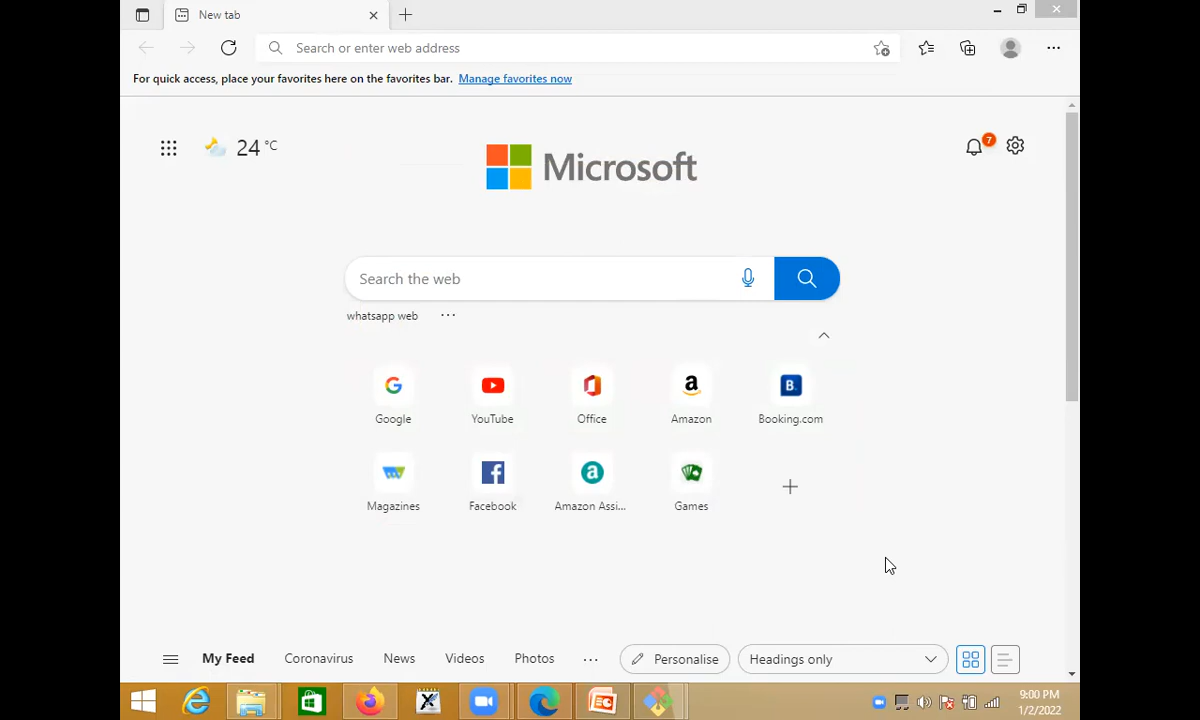 New tab
Search or enter web address
For quick access, place your favorites here on the favorites bar. Manage favorites now
24 °C
Microsoft
7
Search the web
whatsapp web ...
Google YouTube Office Amazon Booking.com
Magazines Facebook Amazon Assi... Games
My Feed Coronavirus News Videos Photos ... Personalise Headings only
9:00 PM
1/2/2022